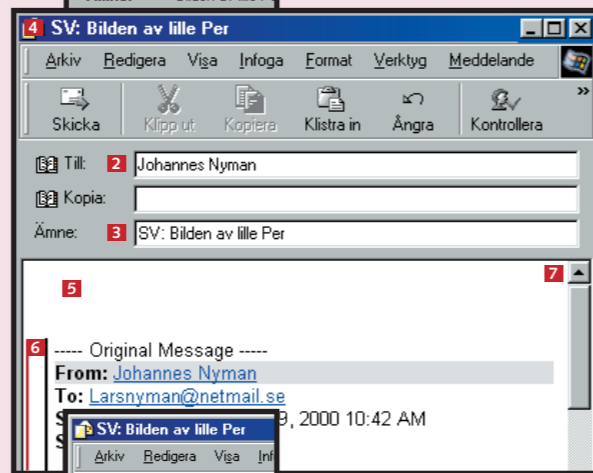 4 SV: Bilden av lille Per
Arkiv Redigera Visa Infoga Format Verktyg Meddelande
Skicka Klipp ut Kopiera Klistra in Ångra Kontrollera »
Till: 2 Johannes Nyman
Kopia:
Ämne: 3 SV: Bilden av lille Per
7
5
6 ----- Original Message -----
From: Johannes Nyman
To: Larsnyman@netmail.se
S 9, 2000 10:42 AM
S
SV: Bilden av lille Per
Arkiv Redigera Visa Inf